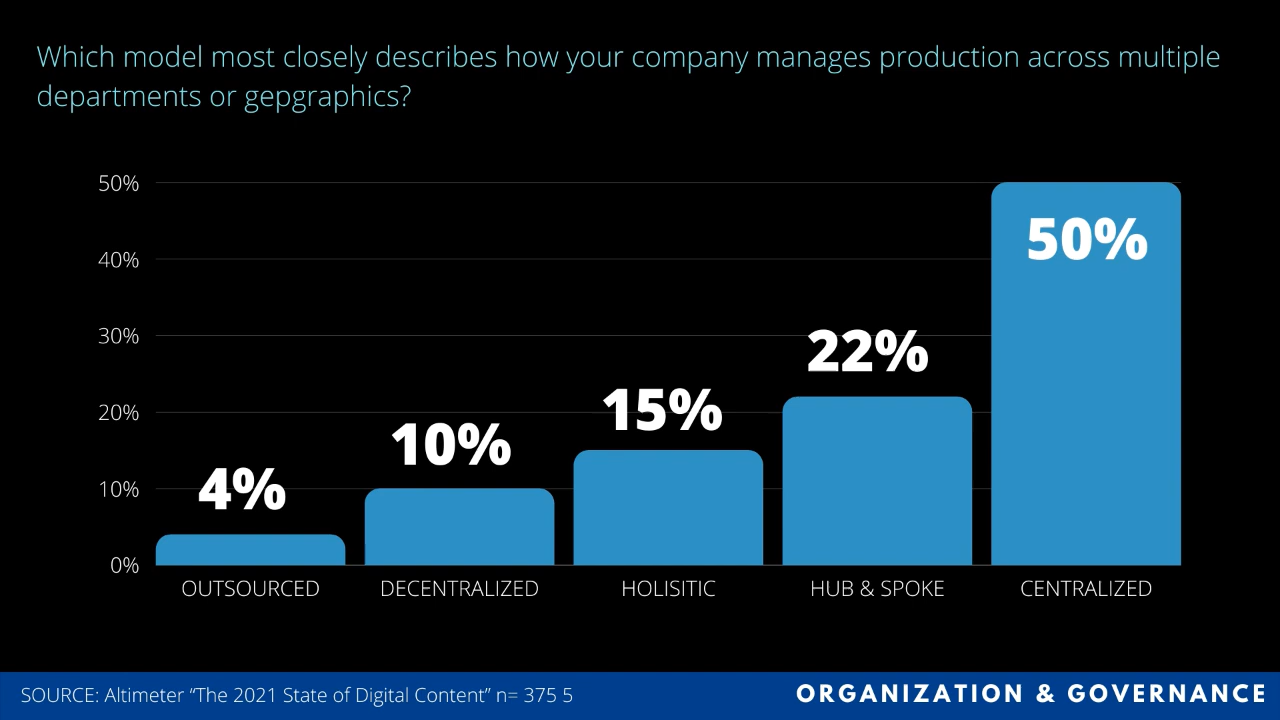 Which model most closely describes how your company manages production across multiple
departments or gepgraphics?
50%
40%
30%
20%
10%
0%
4%
10%
15%
22%
50%
OUTSOURCED
DECENTRALIZED
HOLISITIC
HUB & SPOKE
CENTRALIZED
SOURCE: Altimeter “The 2021 State of Digital Content” n= 375 5
ORGANIZATION & GOVERNANCE